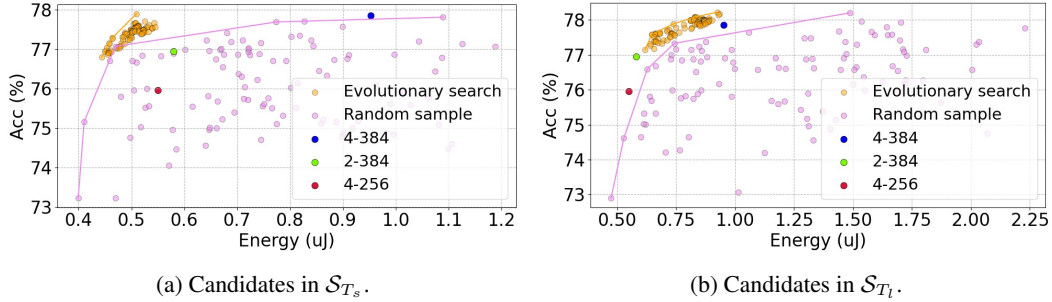 78
77
76
75
74
73
0.4 0.5 0.6 0.7 0.8 0.9 1.0 1.1 1.2
Acc (%)
Energy (uJ)
Evolutionary search
Random sample
4-384
2-384
4-256
(a) Candidates in $\mathcal{S}_{T_s}$.
78
77
76
75
74
73
0.50 0.75 1.00 1.25 1.50 1.75 2.00 2.25
Acc (%)
Energy (uJ)
Evolutionary search
Random sample
4-384
2-384
4-256
(b) Candidates in $\mathcal{S}_{T_l}$.